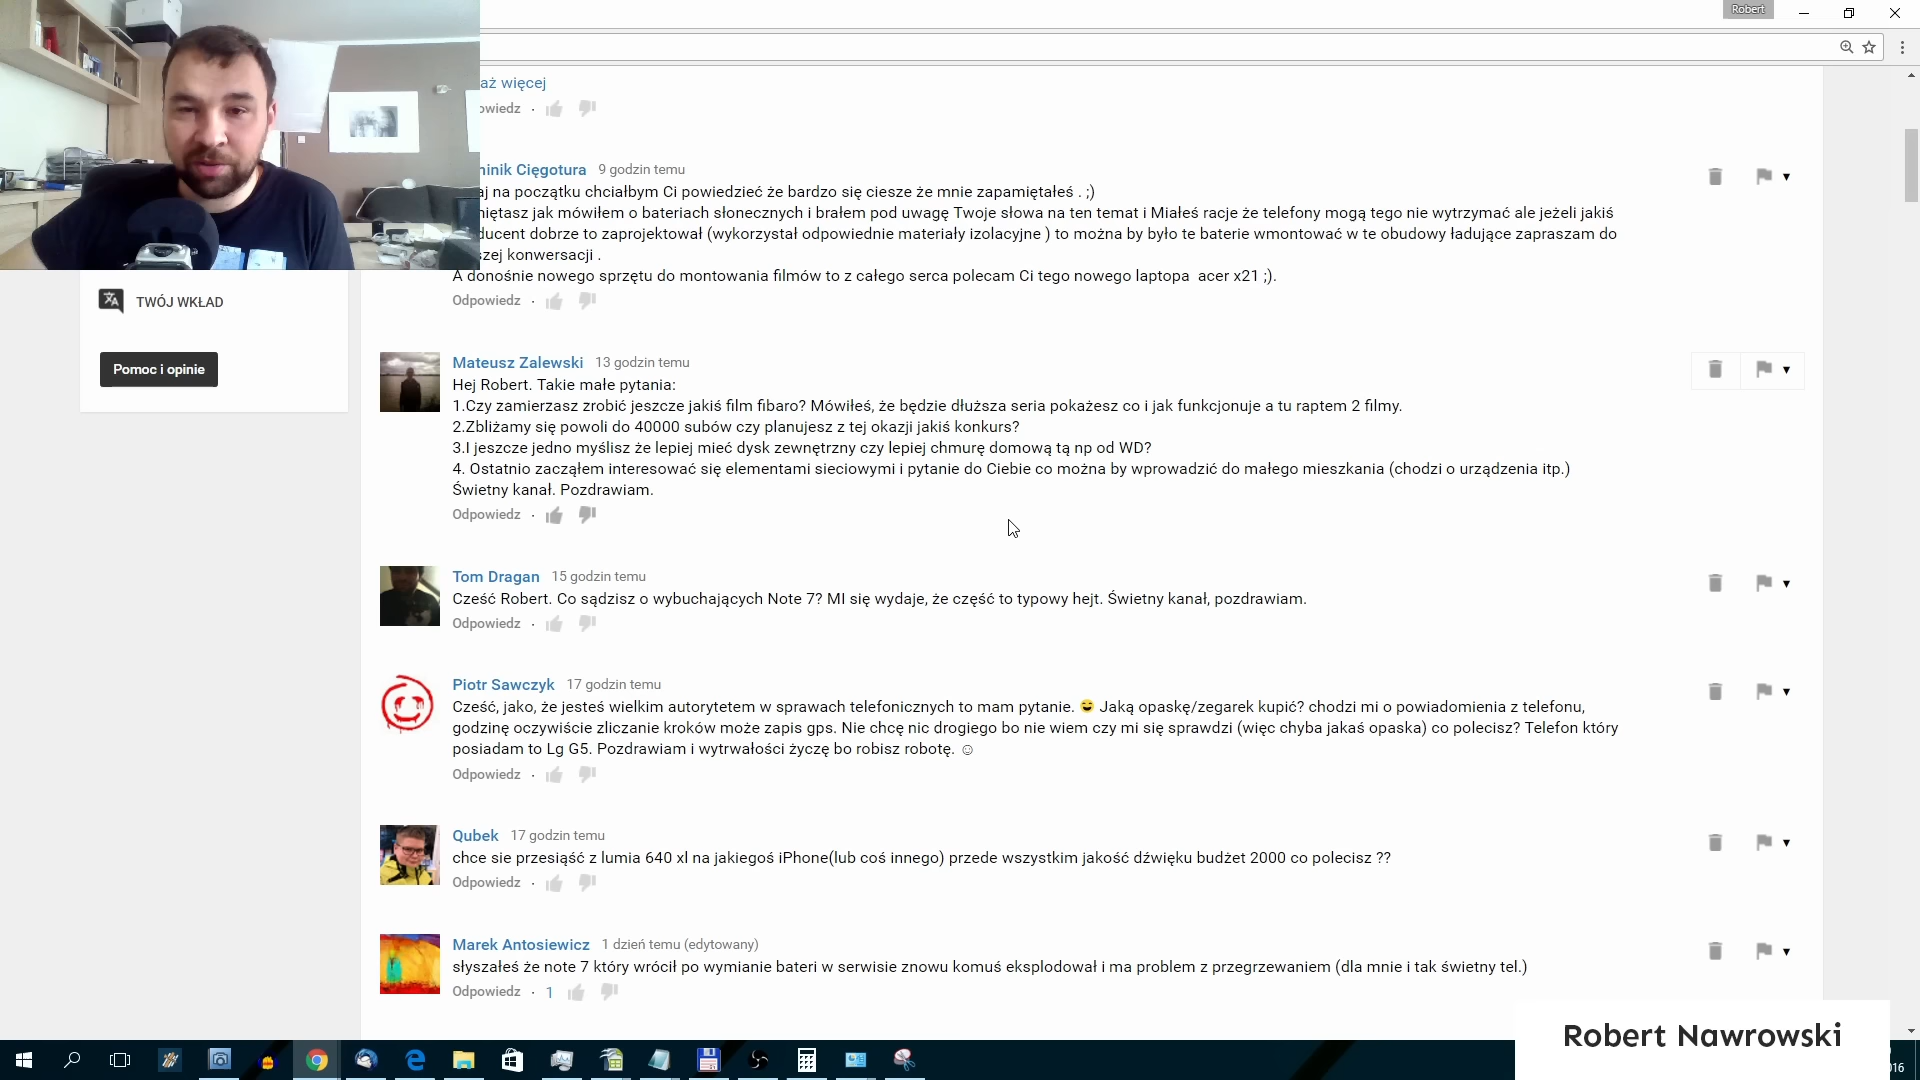 Robert
aż więcej
owiedz
inik Cięgotura 9 godzin temu
aj na początku chciałbym Ci powiedzieć że bardzo się ciesze że mnie zapamiętałeś . ;)
iętasz jak mówiłem o bateriach słonecznych i brałem pod uwagę Twoje słowa na ten temat i Miałeś racje że telefony mogą tego nie wytrzymać ale jeżeli jakiś
ducent dobrze to zaprojektował (wykorzystał odpowiednie materiały izolacyjne ) to można by było te baterie wmontować w te obudowy ładujące zapraszam do
szej konwersacji .
A donośnie nowego sprzętu do montowania filmów to z całego serca polecam Ci tego nowego laptopa acer x21 ;).
Odpowiedz ·
TWÓJ WKŁAD
Pomoc i opinie
Mateusz Zalewski 13 godzin temu
Hej Robert. Takie małe pytania:
1.Czy zamierzasz zrobić jeszcze jakiś film fibaro? Mówiłeś, że będzie dłuższa seria pokażesz co i jak funkcjonuje a tu raptem 2 filmy.
2.Zbliżamy się powoli do 40000 subów czy planujesz z tej okazji jakiś konkurs?
3.I jeszcze jedno myślisz że lepiej mieć dysk zewnętrzny czy lepiej chmurę domową tą np od WD?
4. Ostatnio zacząłem interesować się elementami sieciowymi i pytanie do Ciebie co można by wprowadzić do małego mieszkania (chodzi o urządzenia itp.)
Świetny kanał. Pozdrawiam.
Odpowiedz ·
Tom Dragan 15 godzin temu
Cześć Robert. Co sądzisz o wybuchających Note 7? MI się wydaje, że część to typowy hejt. Świetny kanał, pozdrawiam.
Odpowiedz ·
Piotr Sawczyk 17 godzin temu
Cześć, jako, że jesteś wielkim autorytetem w sprawach telefonicznych to mam pytanie. 😄 Jaką opaskę/zegarek kupić? chodzi mi o powiadomienia z telefonu,
godzinę oczywiście zliczanie kroków może zapis gps. Nie chcę nic drogiego bo nie wiem czy mi się sprawdzi (więc chyba jakaś opaska) co polecisz? Telefon który
posiadam to Lg G5. Pozdrawiam i wytrwałości życzę bo robisz robotę. ☺
Odpowiedz ·
Qubek 17 godzin temu
chce sie przesiąść z lumia 640 xl na jakiegoś iPhone(lub coś innego) przede wszystkim jakość dźwięku budżet 2000 co polecisz ??
Odpowiedz ·
Marek Antosiewicz 1 dzień temu (edytowany)
słyszałeś że note 7 który wrócił po wymianie bateri w serwisie znowu komuś eksplodował i ma problem z przegrzewaniem (dla mnie i tak świetny tel.)
Odpowiedz · 1
Robert Nawrowski
016